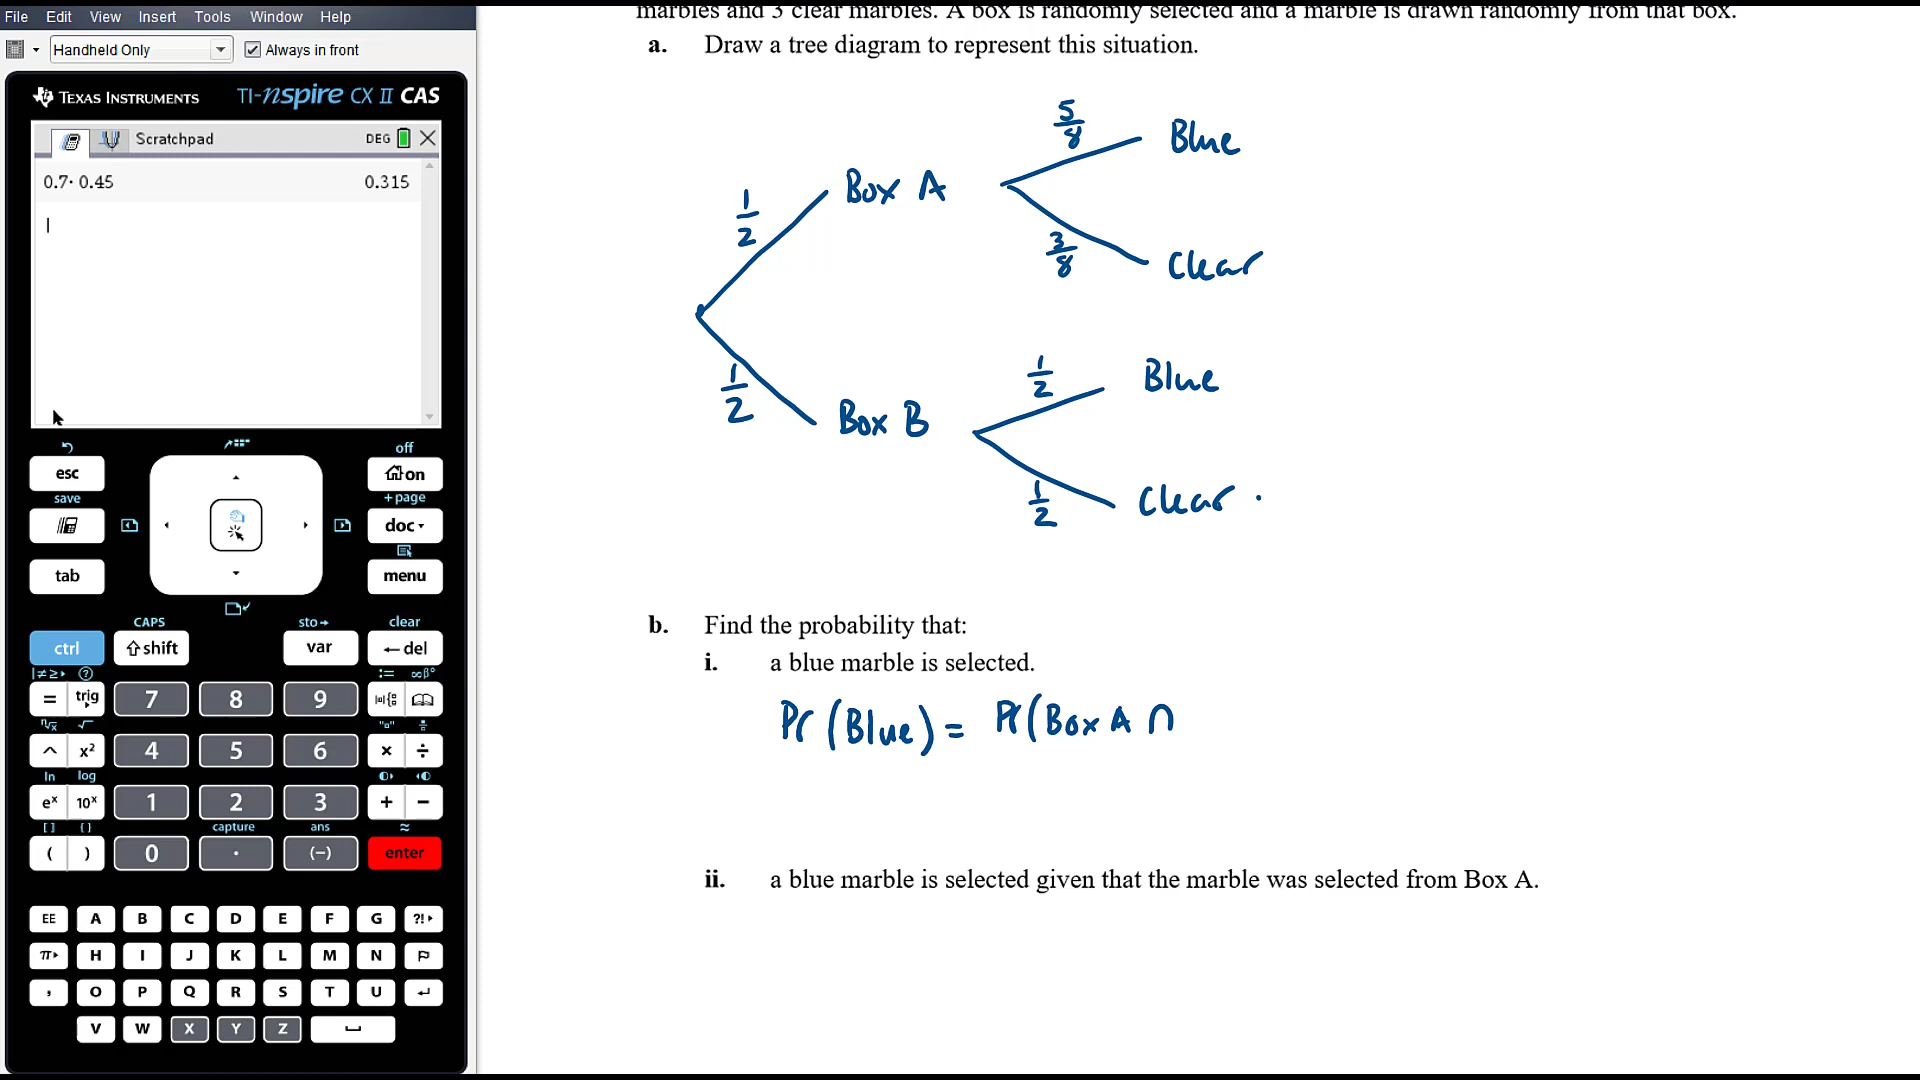 File Edit View Insert Tools Window Help
Handheld Only Always in front
TEXAS INSTRUMENTS TI-nspire CX II CAS
Scratchpad DEG
0.7· 0.45 0.315
off
esc on
save + page
doc
tab menu
CAPS sto→ clear
ctrl shift var ←del
|≠≥▸ ? := ∞β°
= trig 7 8 9
ⁿ√x √ "□"
^ x² 4 5 6 × ÷
ln log
eˣ 10ˣ 1 2 3 + −
[ ] { } capture ans ≈
( ) 0 . (−) enter
EE A B C D E F G ?!▸
π▸ H I J K L M N
, O P Q R S T U
V W X Y Z
marbles and 3 clear marbles. A box is randomly selected and a marble is drawn randomly from that box.
a. Draw a tree diagram to represent this situation.
5/8 Blue
1/2 Box A
3/8 Clear
1/2 Blue
1/2 Box B
1/2 Clear
b. Find the probability that:
i. a blue marble is selected.
Pr (Blue) = Pr(Box A ∩
ii. a blue marble is selected given that the marble was selected from Box A.